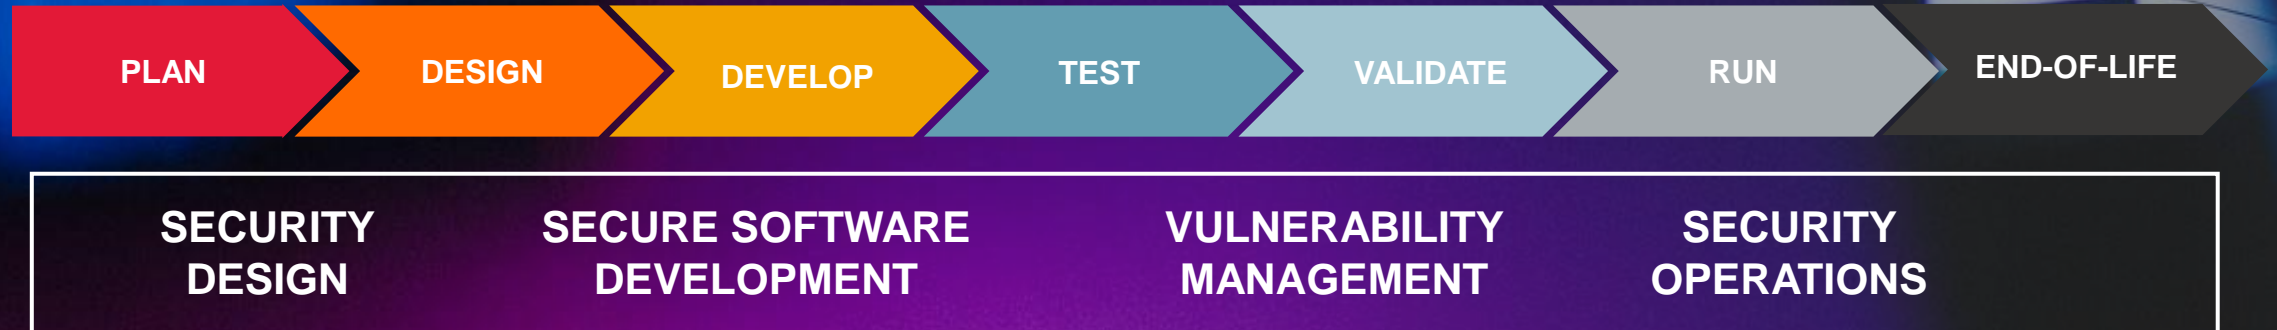 PLAN
DESIGN
DEVELOP
TEST
VALIDATE
RUN
END-OF-LIFE
SECURITY
DESIGN
SECURE SOFTWARE
DEVELOPMENT
VULNERABILITY
MANAGEMENT
SECURITY
OPERATIONS